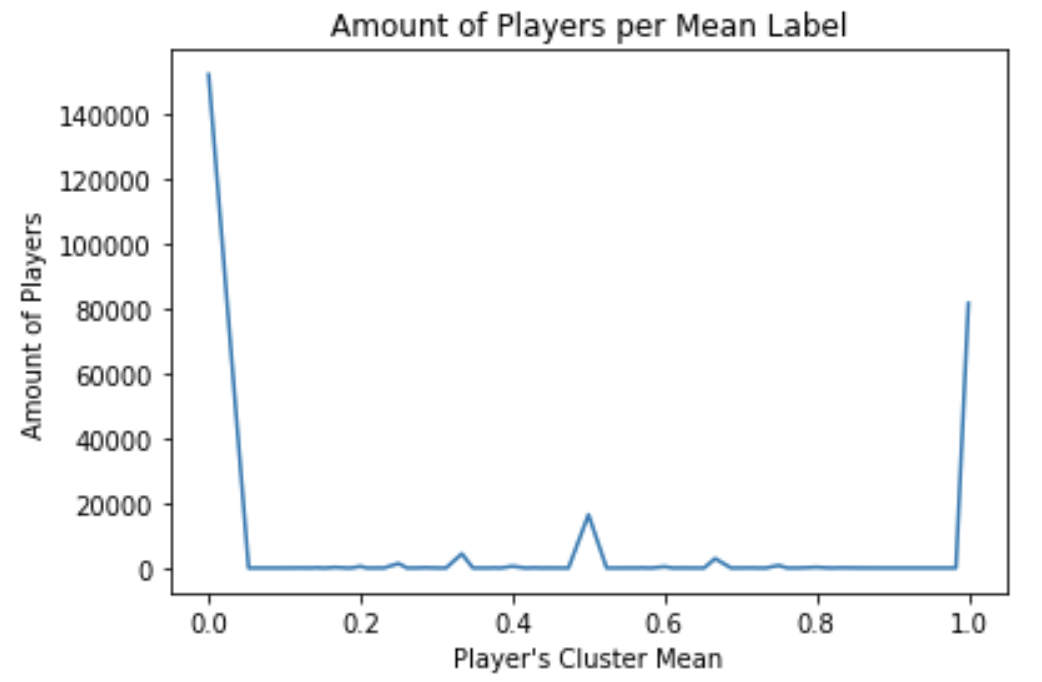 Amount of Players per Mean Label
Amount of Players
140000
120000
100000
80000
60000
40000
20000
0
0.0 0.2 0.4 0.6 0.8 1.0
Player's Cluster Mean